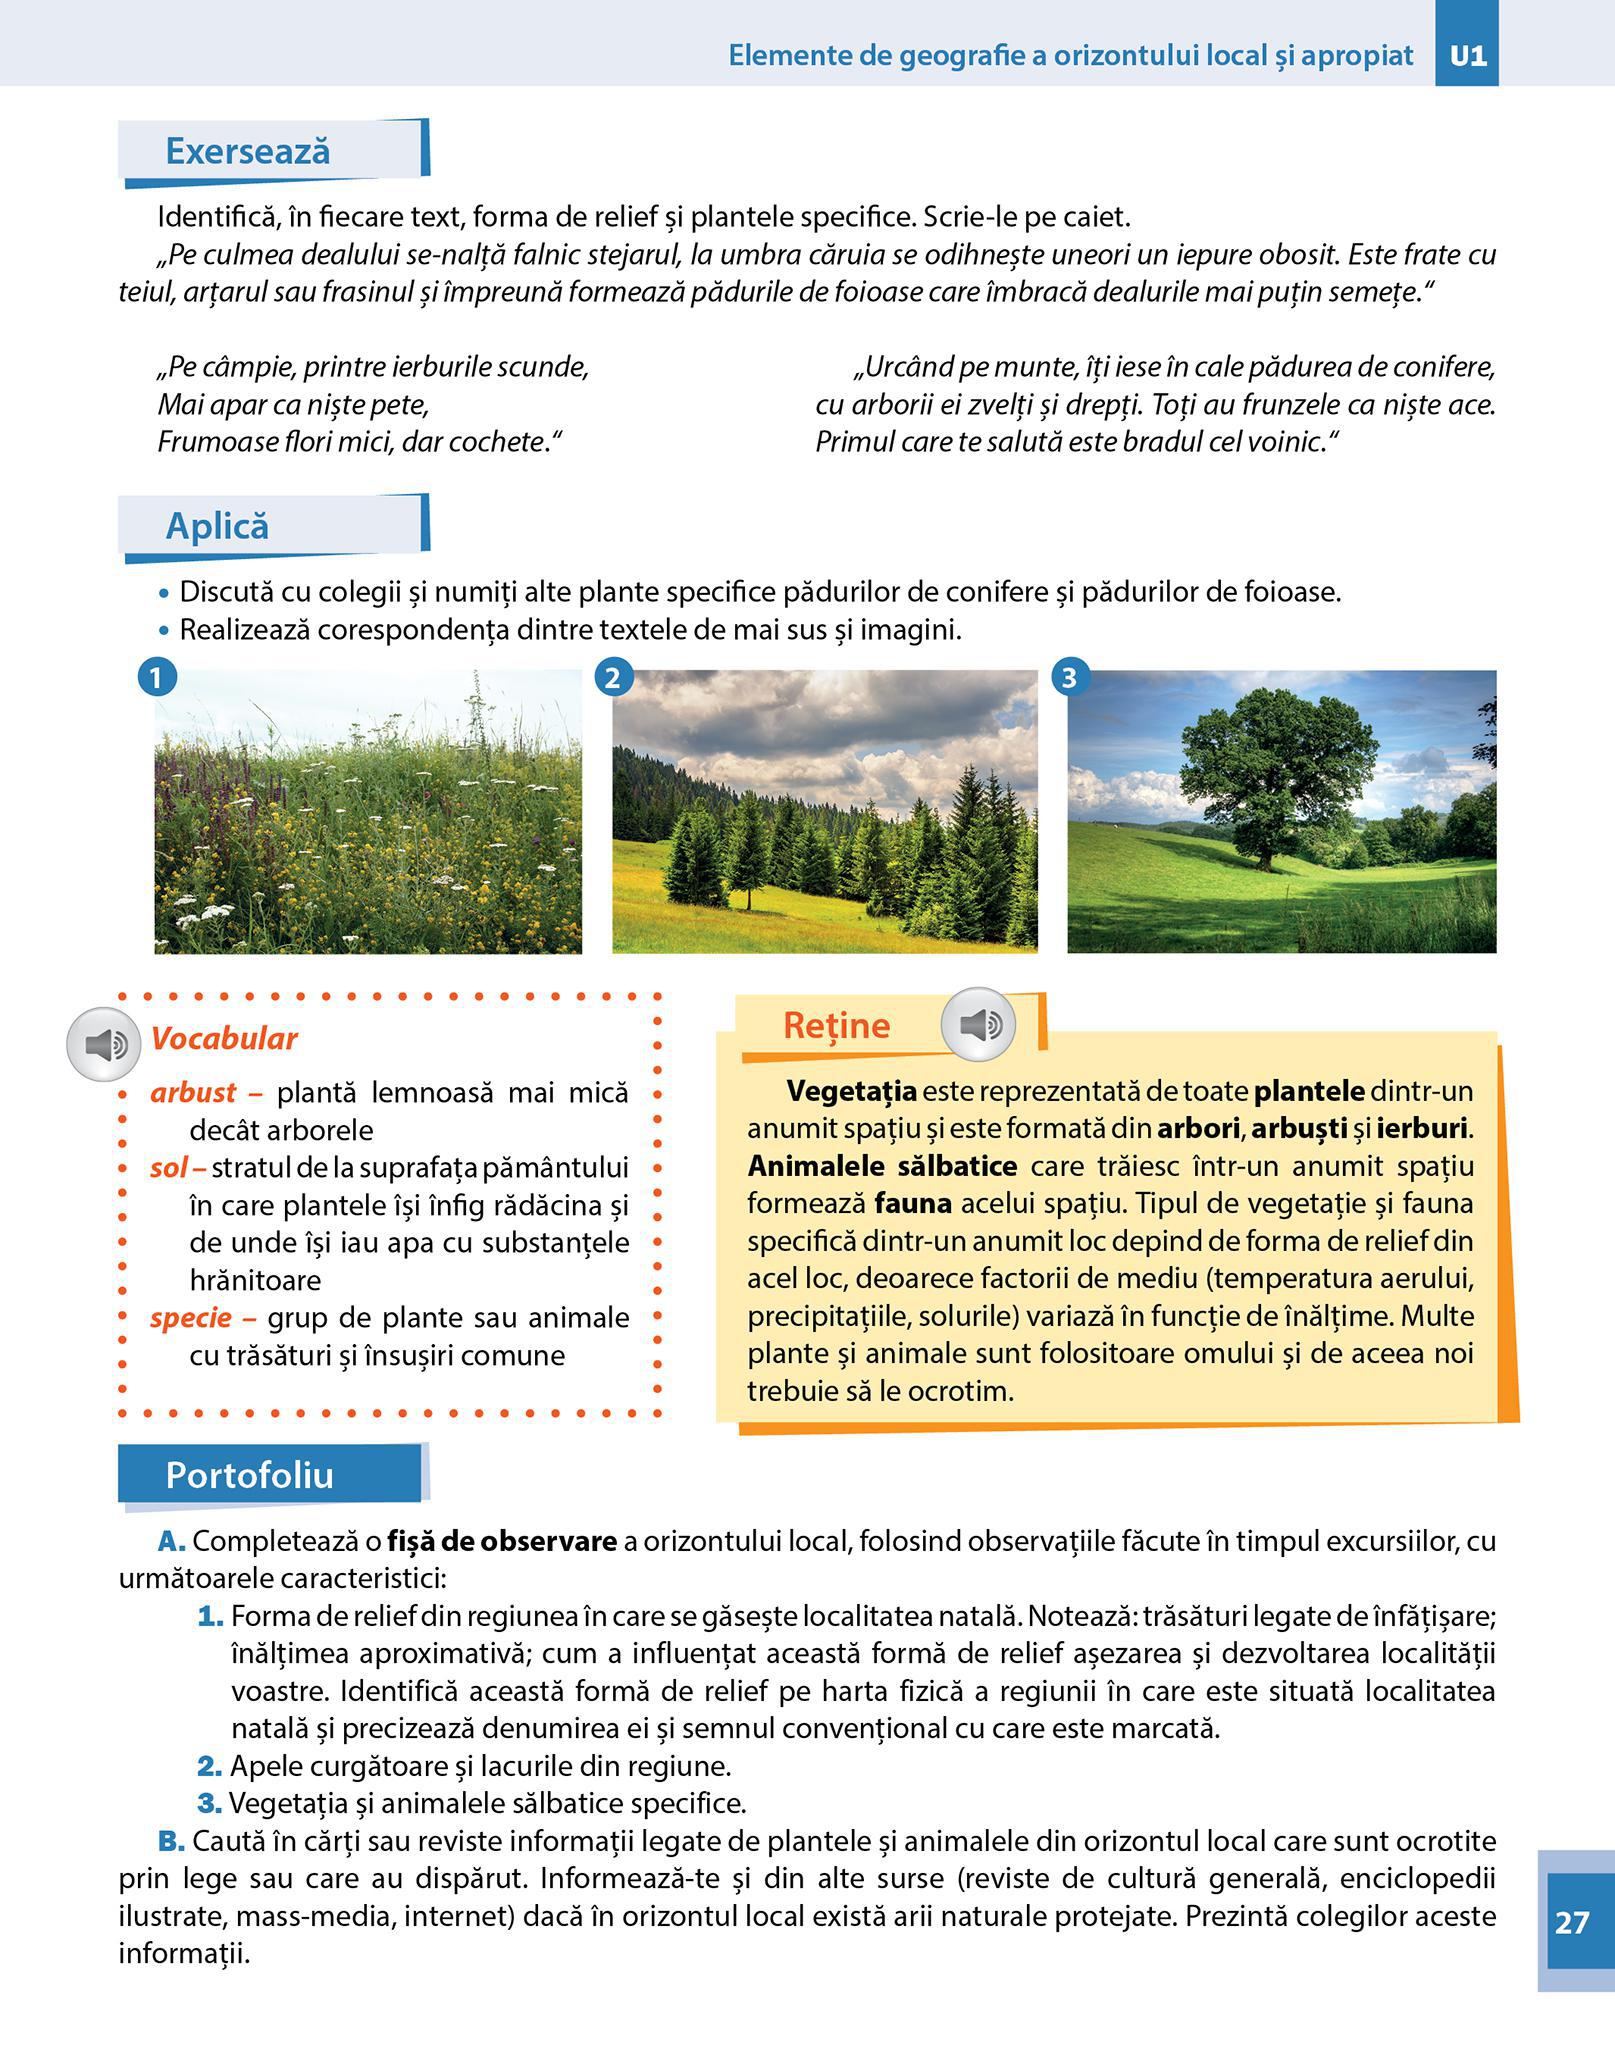 Elemente de geografie a orizontului local și apropiat
U1
Exersează
Identifică, în fiecare text, forma de relief și plantele specifice. Scrie-le pe caiet.
„Pe culmea dealului se-nalță falnic stejarul, la umbra căruia se odihnește uneori un iepure obosit. Este frate cu
teiul, arțarul sau frasinul și împreună formează pădurile de foioase care îmbracă dealurile mai puțin semețe.“
„Pe câmpie, printre ierburile scunde,
Mai apar ca niște pete,
Frumoase flori mici, dar cochete.“
„Urcând pe munte, îți iese în cale pădurea de conifere,
cu arborii ei zvelți și drepți. Toți au frunzele ca niște ace.
Primul care te salută este bradul cel voinic.“
Aplică
• Discută cu colegii și numiți alte plante specifice pădurilor de conifere și pădurilor de foioase.
• Realizează corespondența dintre textele de mai sus și imagini.
1
2
3
Vocabular
arbust – plantă lemnoasă mai mică
decât arborele
sol – stratul de la suprafața pământului
în care plantele își înfig rădăcina și
de unde își iau apa cu substanțele
hrănitoare
specie – grup de plante sau animale
cu trăsături și însușiri comune
Reține
Vegetația este reprezentată de toate plantele dintr-un
anumit spațiu și este formată din arbori, arbuști și ierburi.
Animalele sălbatice care trăiesc într-un anumit spațiu
formează fauna acelui spațiu. Tipul de vegetație și fauna
specifică dintr-un anumit loc depind de forma de relief din
acel loc, deoarece factorii de mediu (temperatura aerului,
precipitațiile, solurile) variază în funcție de înălțime. Multe
plante și animale sunt folositoare omului și de aceea noi
trebuie să le ocrotim.
Portofoliu
A. Completează o fișă de observare a orizontului local, folosind observațiile făcute în timpul excursiilor, cu
următoarele caracteristici:
1. Forma de relief din regiunea în care se găsește localitatea natală. Notează: trăsături legate de înfățișare;
înălțimea aproximativă; cum a influențat această formă de relief așezarea și dezvoltarea localității
voastre. Identifică această formă de relief pe harta fizică a regiunii în care este situată localitatea
natală și precizează denumirea ei și semnul convențional cu care este marcată.
2. Apele curgătoare și lacurile din regiune.
3. Vegetația și animalele sălbatice specifice.
B. Caută în cărți sau reviste informații legate de plantele și animalele din orizontul local care sunt ocrotite
prin lege sau care au dispărut. Informează-te și din alte surse (reviste de cultură generală, enciclopedii
ilustrate, mass-media, internet) dacă în orizontul local există arii naturale protejate. Prezintă colegilor aceste
informații.
27